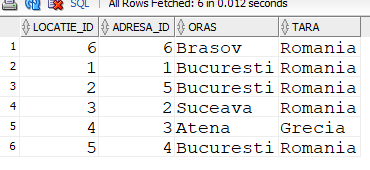 SQL | All Rows Fetched: 6 in 0.012 seconds
LOCATIE_ID ADRESA_ID ORAS TARA
1 6 6 Brasov Romania
2 1 1 Bucuresti Romania
3 2 5 Bucuresti Romania
4 3 2 Suceava Romania
5 4 3 Atena Grecia
6 5 4 Bucuresti Romania